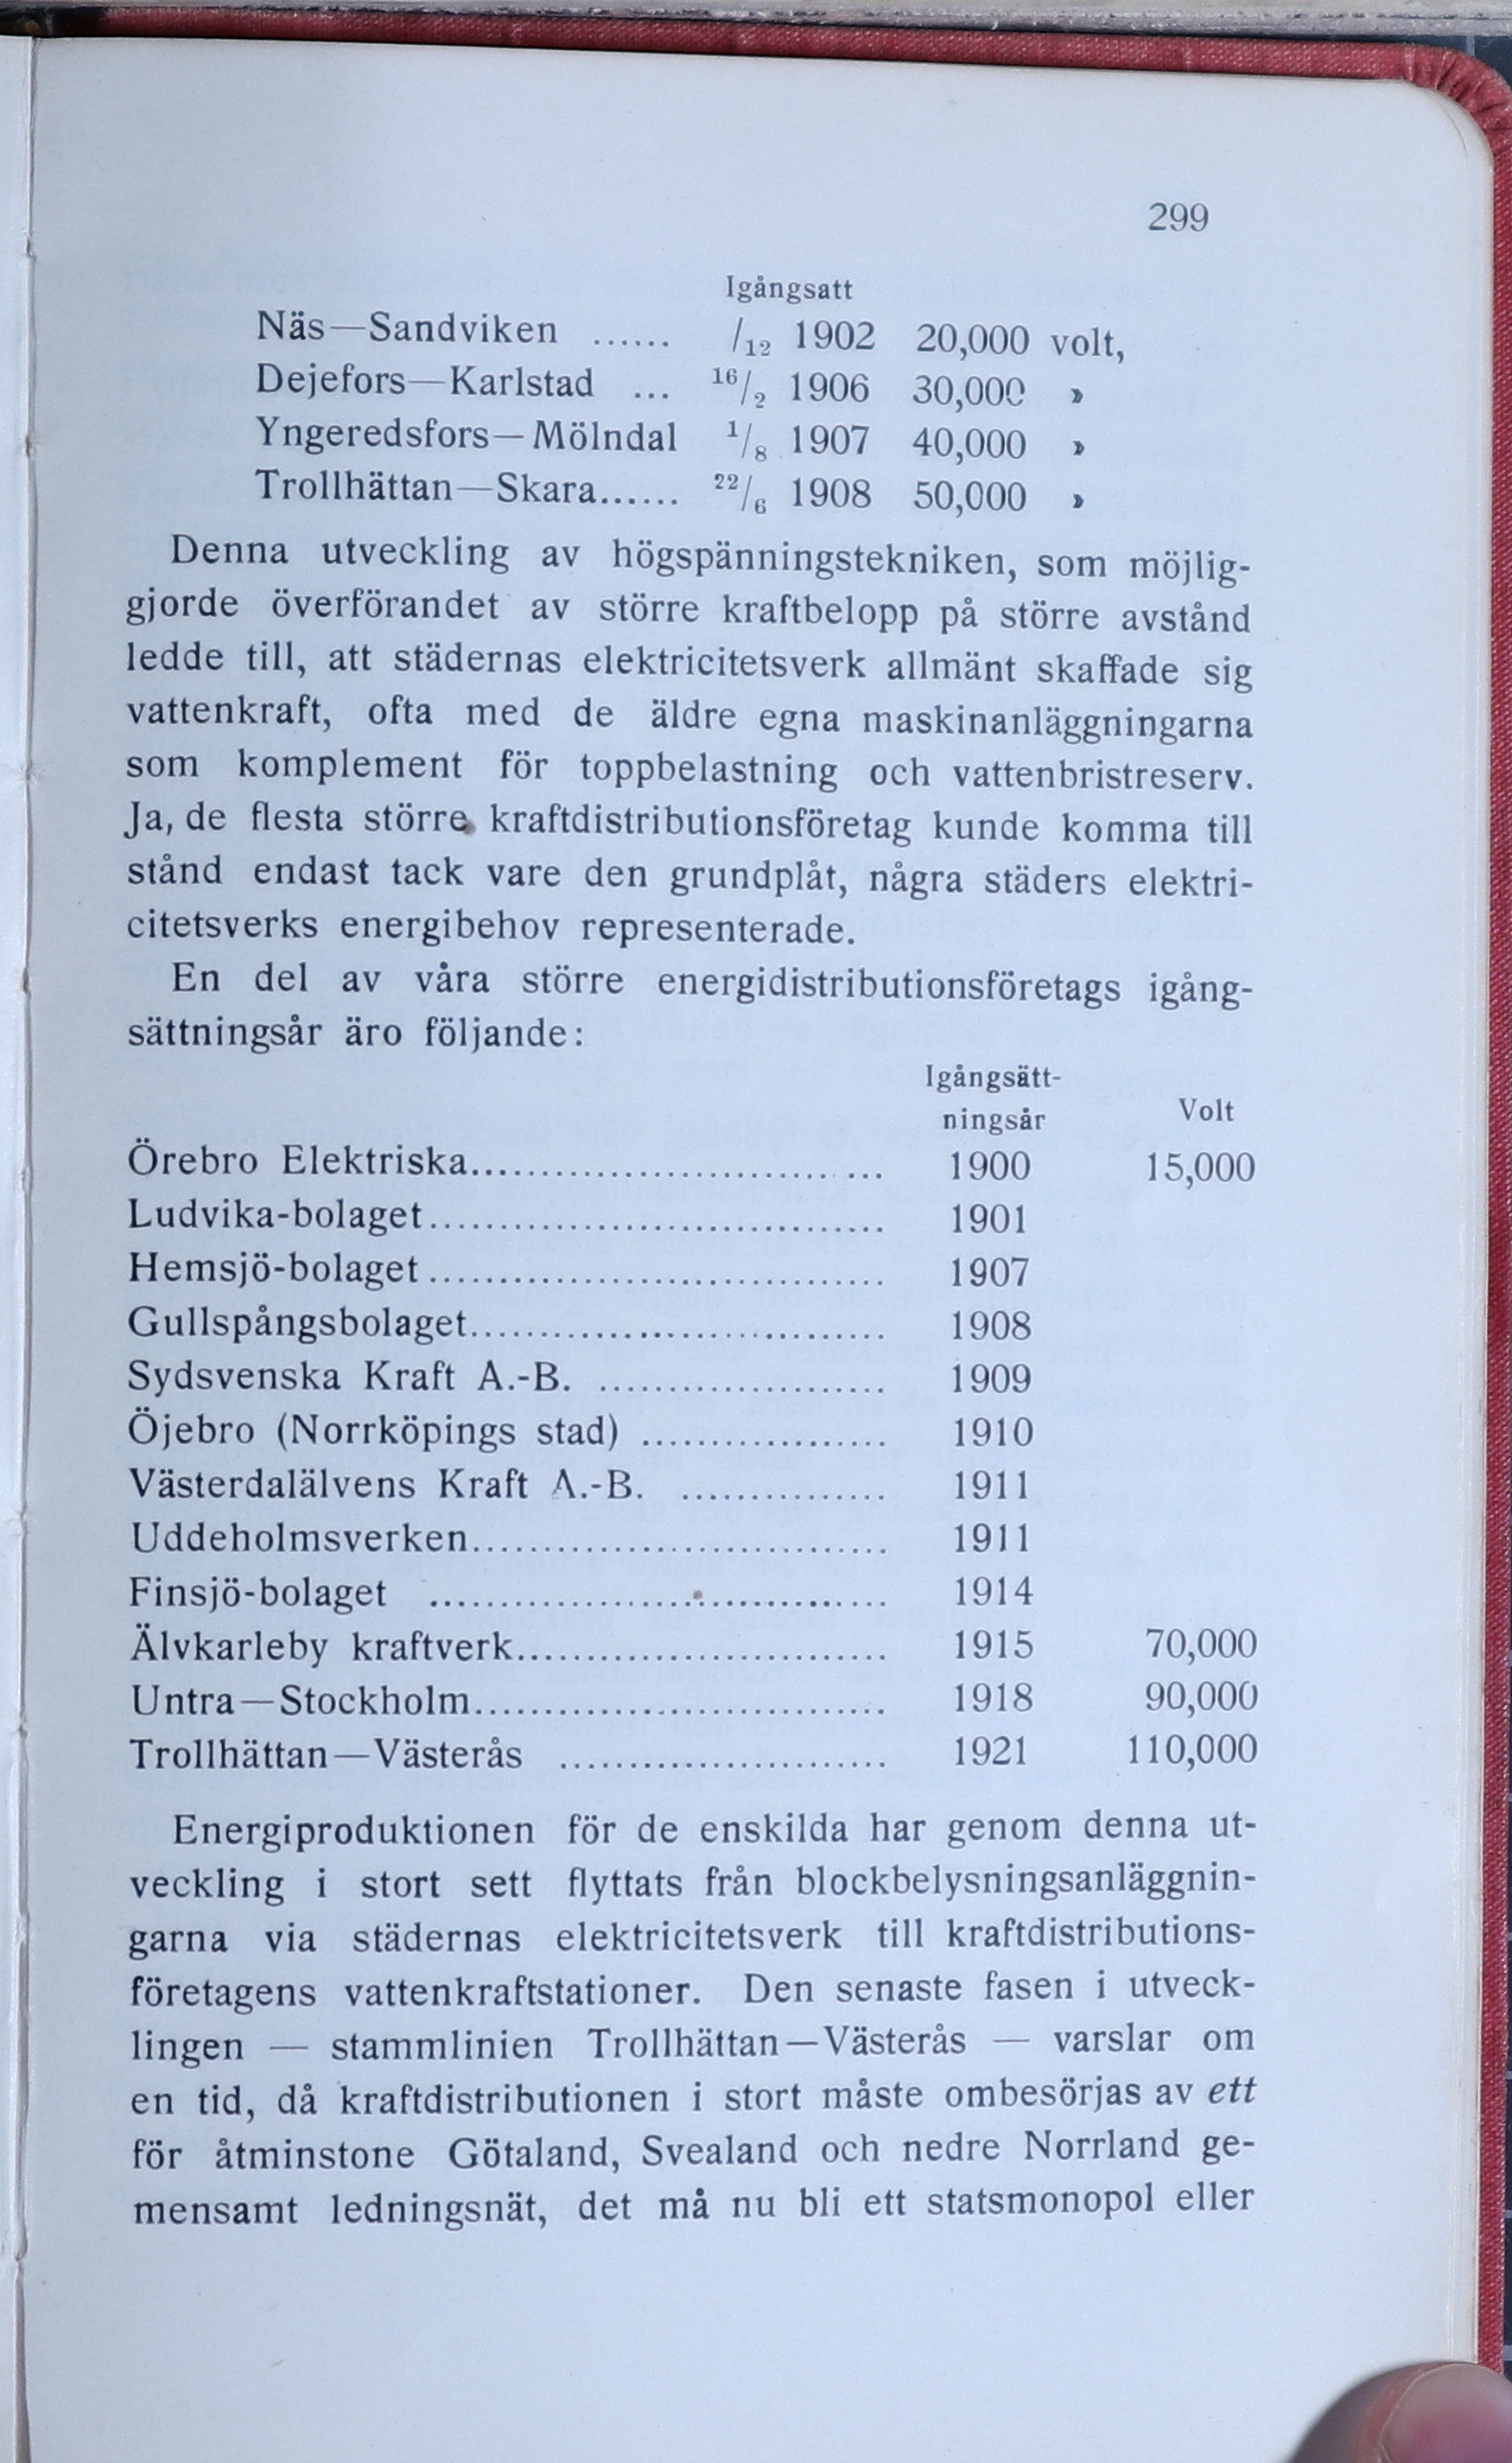 299
Igångsatt
Näs—Sandviken ...... /12 1902 20,000 volt,
Dejefors—Karlstad ... 16/2 1906 30,000 »
Yngeredsfors—Mölndal 1/8 1907 40,000 »
Trollhättan—Skara...... 22/6 1908 50,000 »
Denna utveckling av högspänningstekniken, som möjlig-
gjorde överförandet av större kraftbelopp på större avstånd
ledde till, att städernas elektricitetsverk allmänt skaffade sig
vattenkraft, ofta med de äldre egna maskinanläggningarna
som komplement för toppbelastning och vattenbristreserv.
Ja, de flesta större kraftdistributionsföretag kunde komma till
stånd endast tack vare den grundplåt, några städers elektri-
citetsverks energibehov representerade.
En del av våra större energidistributionsföretags igång-
sättningsår äro följande:
Igångsätt-
ningsår Volt
Örebro Elektriska................................. 1900 15,000
Ludvika-bolaget................................. 1901
Hemsjö-bolaget................................. 1907
Gullspångsbolaget.............................. 1908
Sydsvenska Kraft A.-B. ..................... 1909
Öjebro (Norrköpings stad) .................. 1910
Västerdalälvens Kraft A.-B. ............... 1911
Uddeholmsverken.............................. 1911
Finsjö-bolaget ................................. 1914
Älvkarleby kraftverk........................... 1915 70,000
Untra—Stockholm.............................. 1918 90,000
Trollhättan—Västerås ........................ 1921 110,000
Energiproduktionen för de enskilda har genom denna ut-
veckling i stort sett flyttats från blockbelysningsanläggnin-
garna via städernas elektricitetsverk till kraftdistributions-
företagens vattenkraftstationer. Den senaste fasen i utveck-
lingen — stammlinien Trollhättan—Västerås — varslar om
en tid, då kraftdistributionen i stort måste ombesörjas av ett
för åtminstone Götaland, Svealand och nedre Norrland ge-
mensamt ledningsnät, det må nu bli ett statsmonopol eller